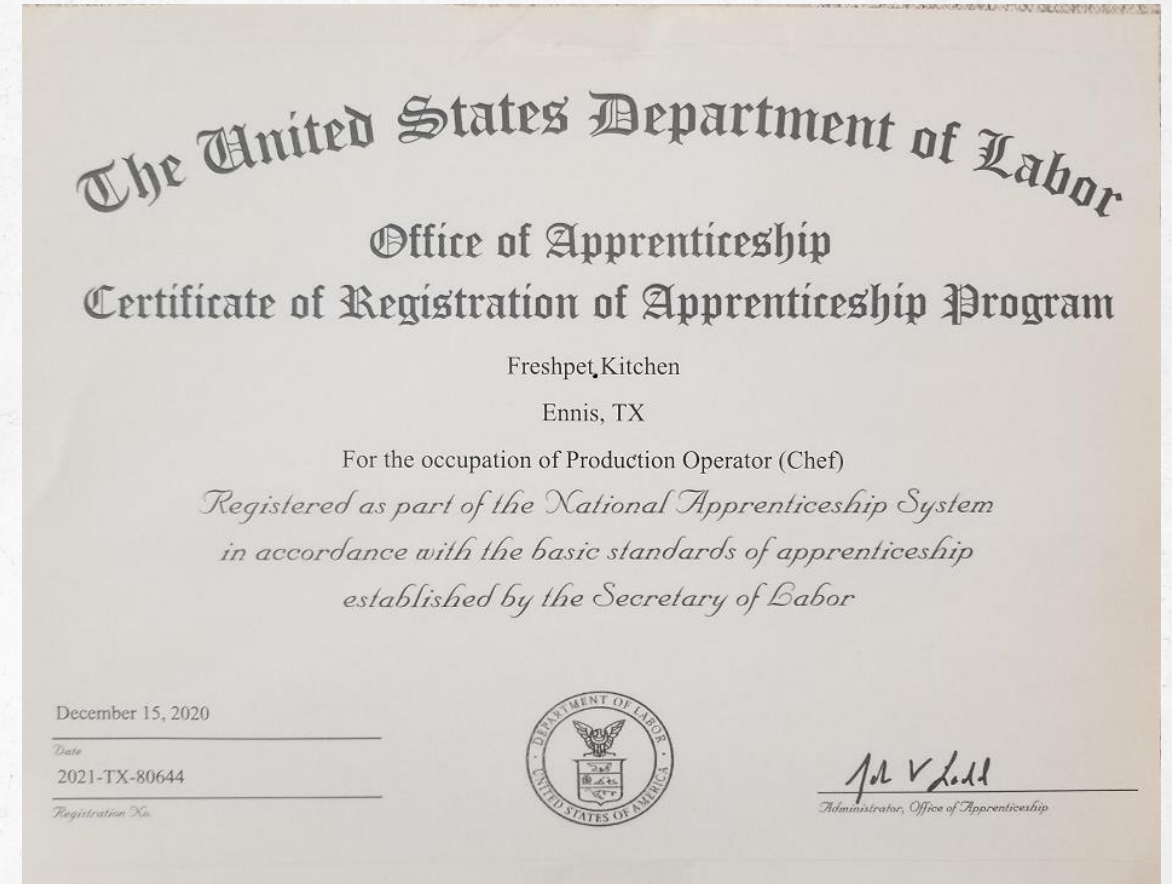 The United States Department of Labor
Office of Apprenticeship
Certificate of Registration of Apprenticeship Program
Freshpet Kitchen
Ennis, TX
For the occupation of Production Operator (Chef)
Registered as part of the National Apprenticeship System
in accordance with the basic standards of apprenticeship
established by the Secretary of Labor
December 15, 2020
Date
2021-TX-80644
Registration No.
DEPARTMENT OF LABOR
UNITED STATES OF AMERICA
John V Ladd
Administrator, Office of Apprenticeship